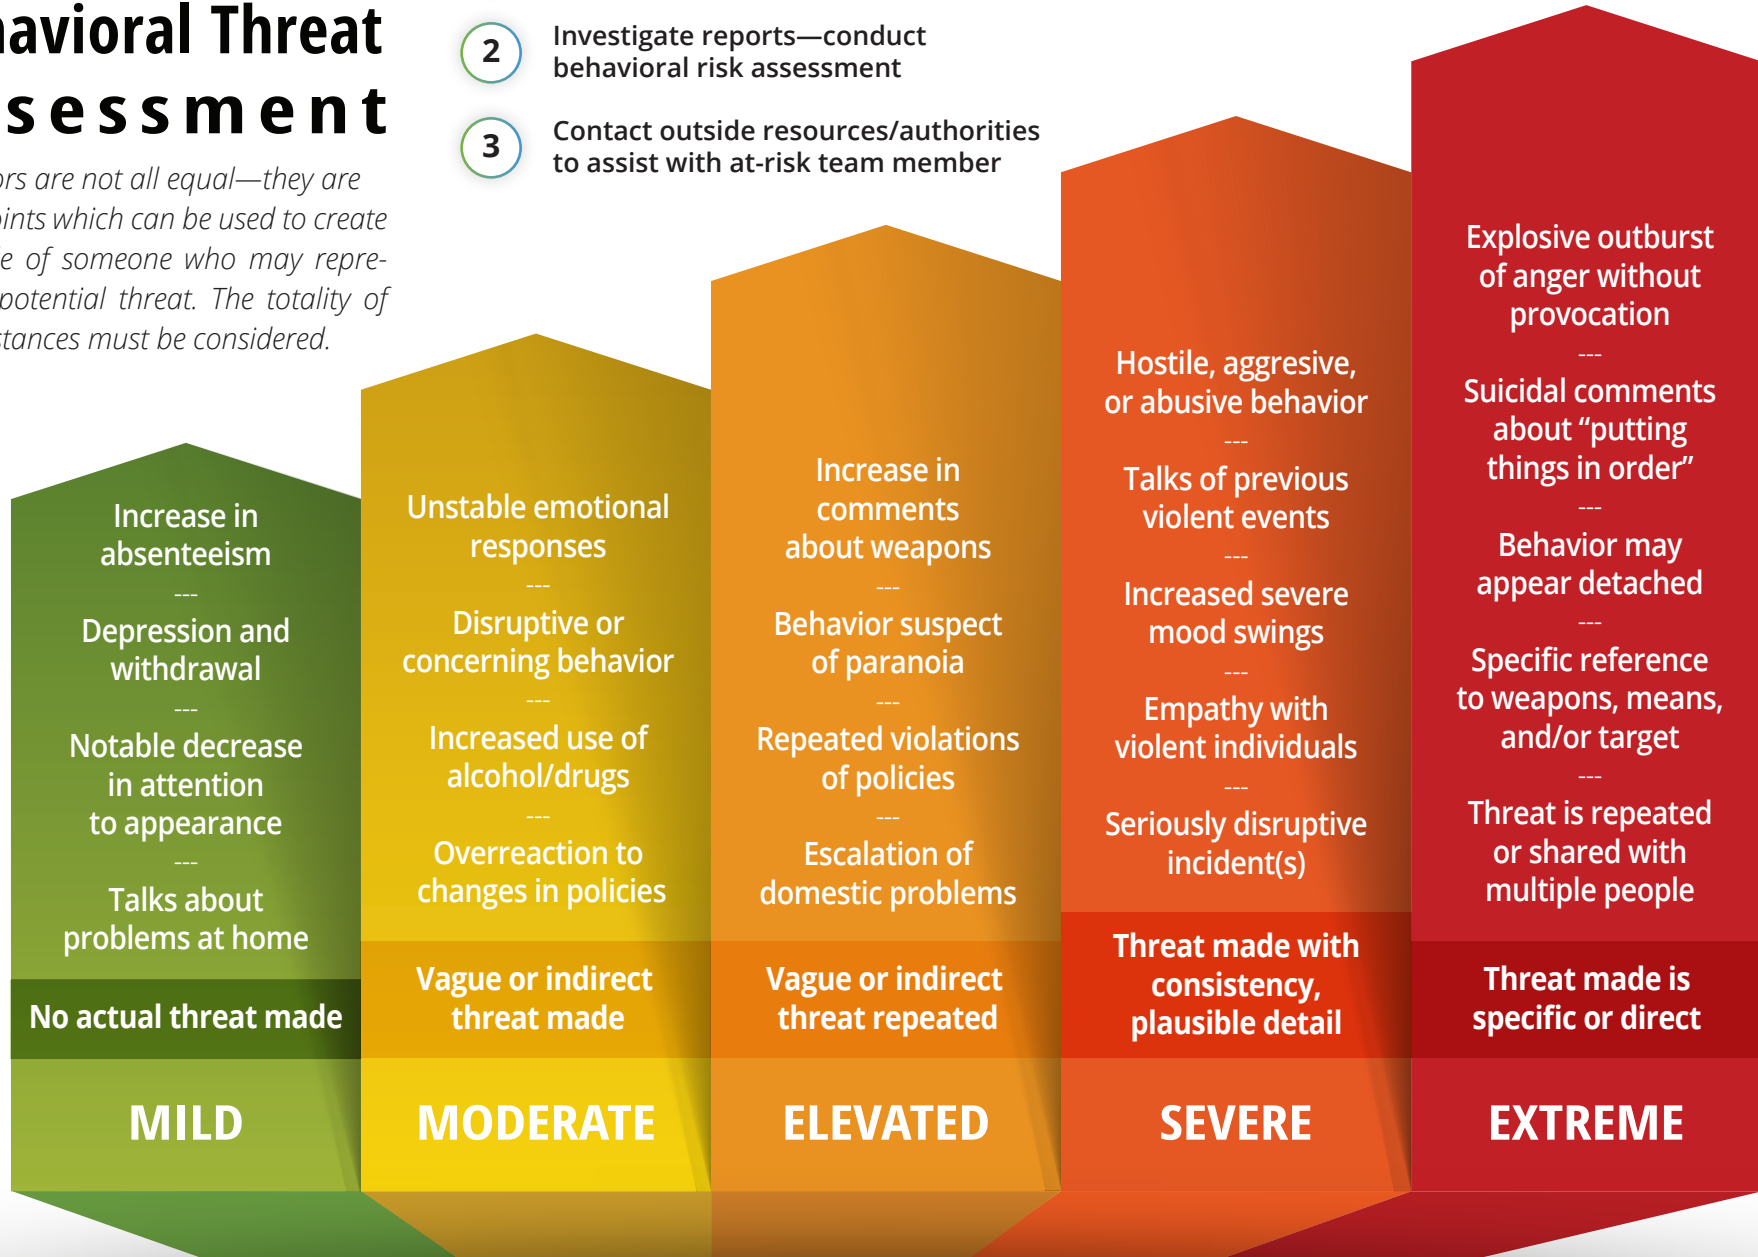 avioral Threat
sessment
ors are not all equal—they are
oints which can be used to create
e of someone who may repre-
potential threat. The totality of
stances must be considered.
2
Investigate reports—conduct
behavioral risk assessment
3
Contact outside resources/authorities
to assist with at-risk team member
Increase in
absenteeism
---
Depression and
withdrawal
---
Notable decrease
in attention
to appearance
---
Talks about
problems at home
No actual threat made
MILD
Unstable emotional
responses
---
Disruptive or
concerning behavior
---
Increased use of
alcohol/drugs
---
Overreaction to
changes in policies
Vague or indirect
threat made
MODERATE
Increase in
comments
about weapons
---
Behavior suspect
of paranoia
---
Repeated violations
of policies
---
Escalation of
domestic problems
Vague or indirect
threat repeated
ELEVATED
Hostile, aggresive,
or abusive behavior
---
Talks of previous
violent events
---
Increased severe
mood swings
---
Empathy with
violent individuals
---
Seriously disruptive
incident(s)
Threat made with
consistency,
plausible detail
SEVERE
Explosive outburst
of anger without
provocation
---
Suicidal comments
about “putting
things in order”
---
Behavior may
appear detached
---
Specific reference
to weapons, means,
and/or target
---
Threat is repeated
or shared with
multiple people
Threat made is
specific or direct
EXTREME